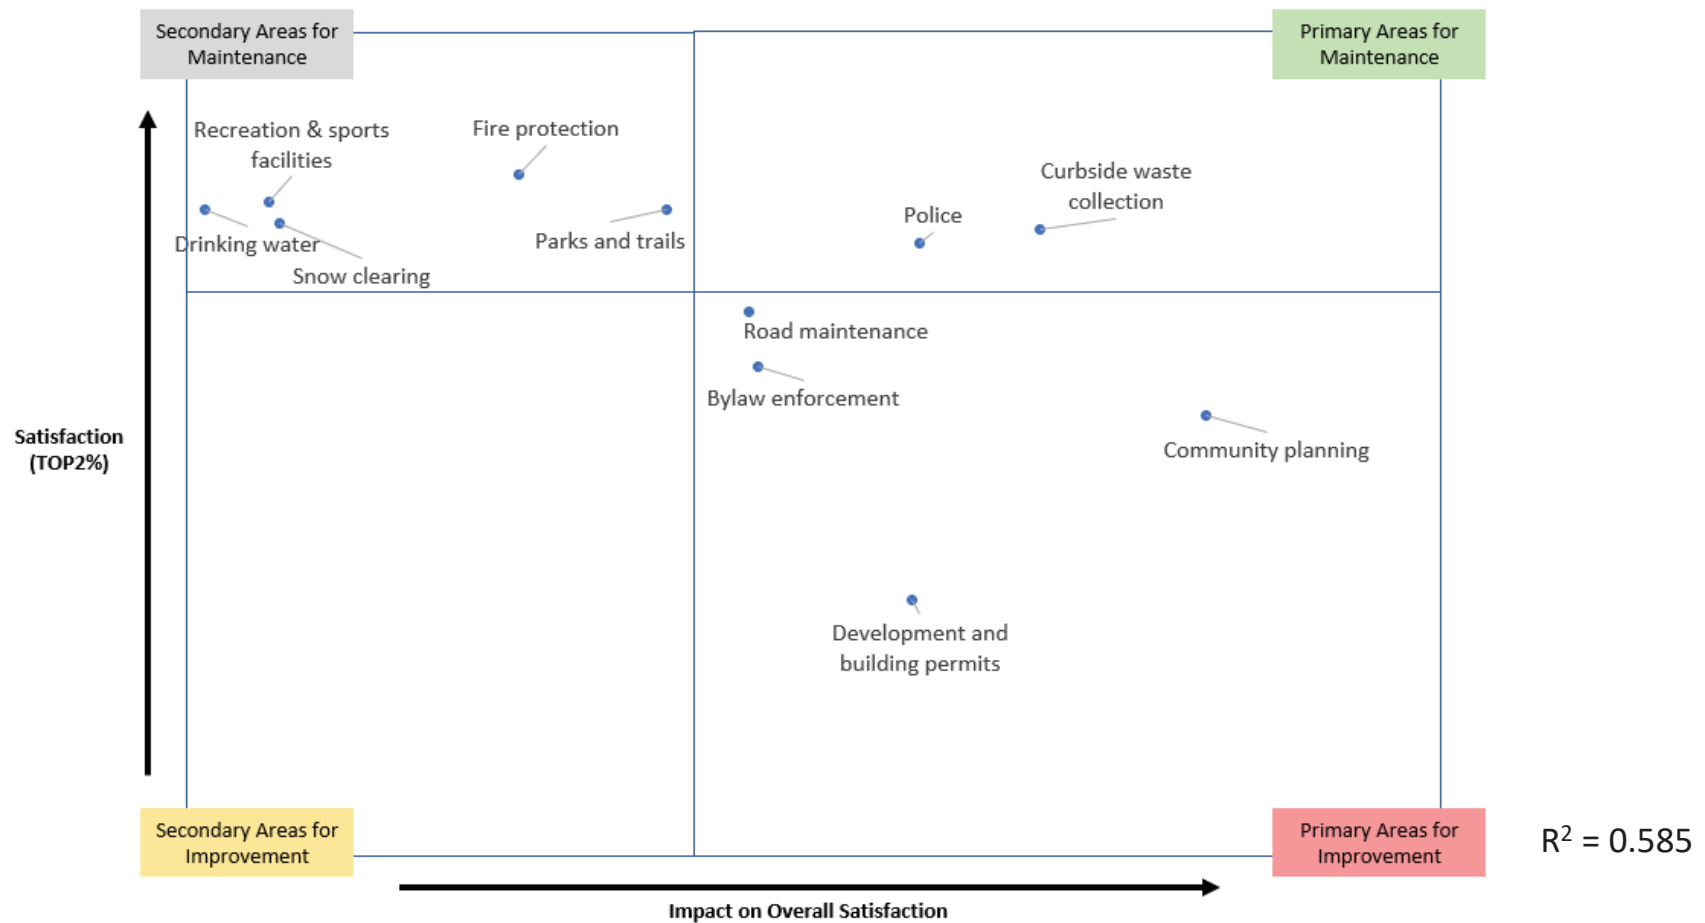 Secondary Areas for
Maintenance
Primary Areas for
Maintenance
Recreation & sports
facilities
Fire protection
Curbside waste
collection
Police
Drinking water
Parks and trails
Snow clearing
Road maintenance
Bylaw enforcement
Satisfaction
(TOP2%)
Community planning
Development and
building permits
Secondary Areas for
Improvement
Primary Areas for
Improvement
R² = 0.585
Impact on Overall Satisfaction